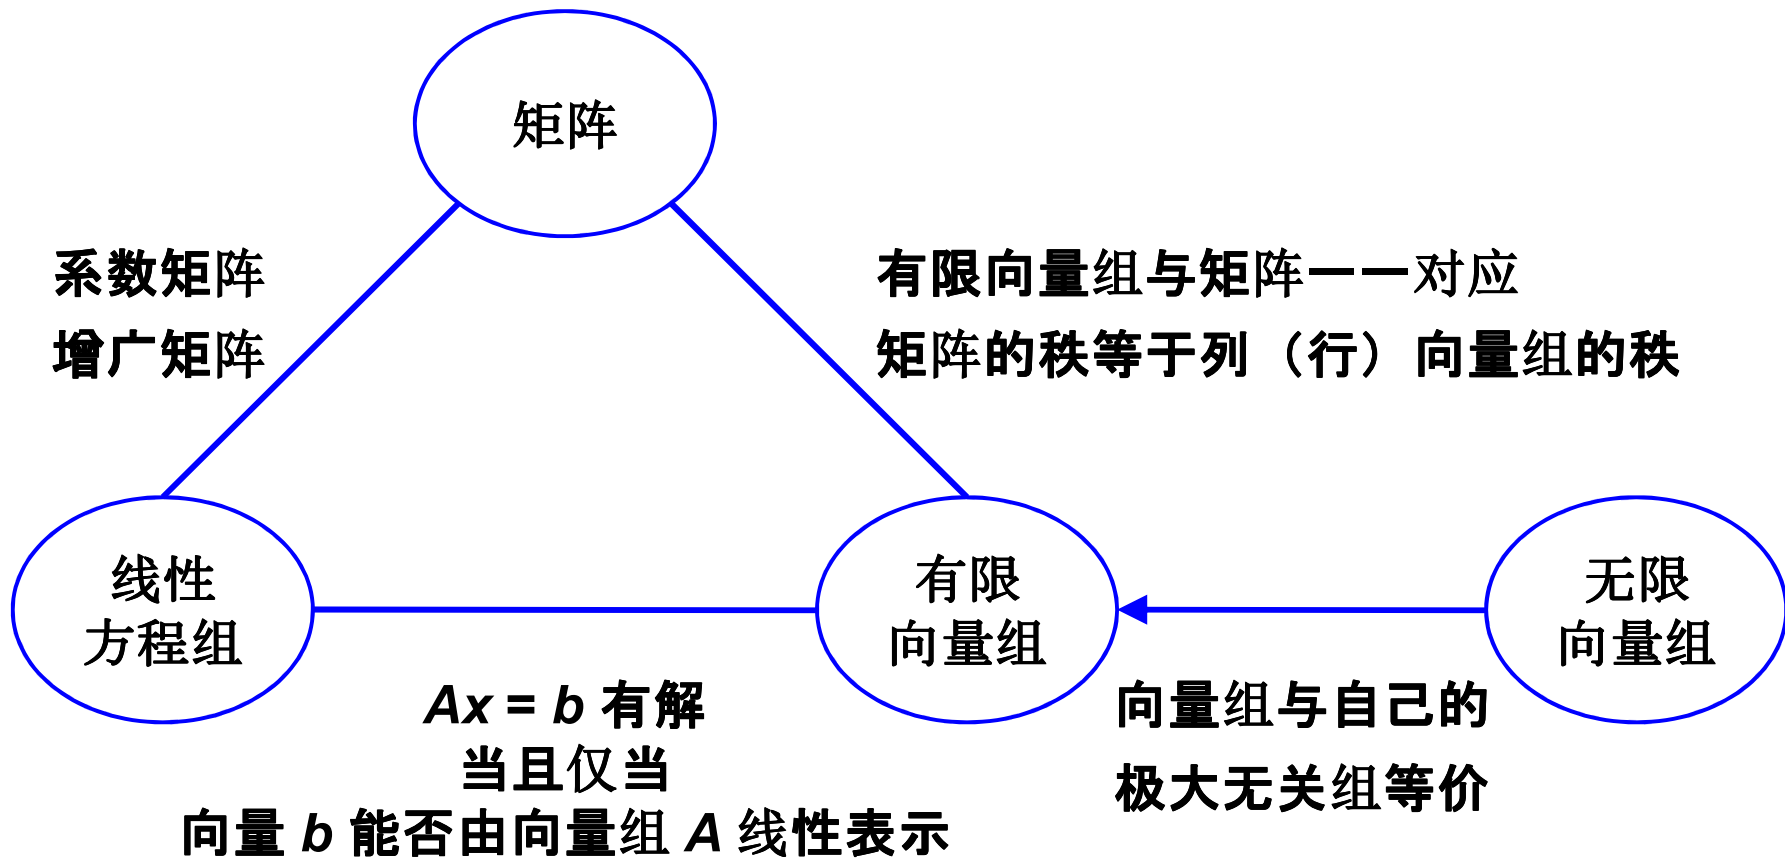 矩阵
系数矩阵
增广矩阵
有限向量组与矩阵一一对应
矩阵的秩等于列（行）向量组的秩
线性
方程组
有限
向量组
无限
向量组
Ax = b 有解
当且仅当
向量 b 能否由向量组 A 线性表示
向量组与自己的
极大无关组等价